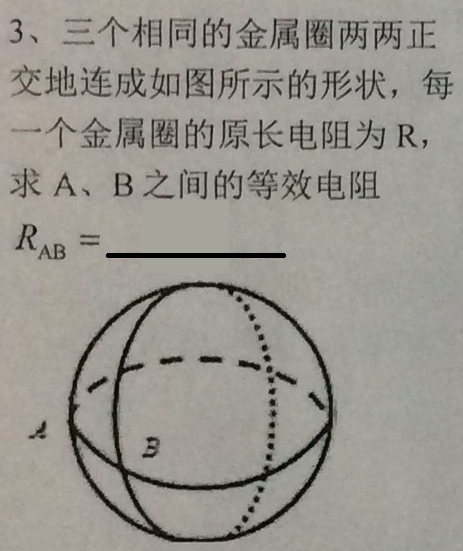 3、三个相同的金属圈两两正
交地连成如图所示的形状，每
一个金属圈的原长电阻为 R，
求 A、B 之间的等效电阻
R_AB =
A
B